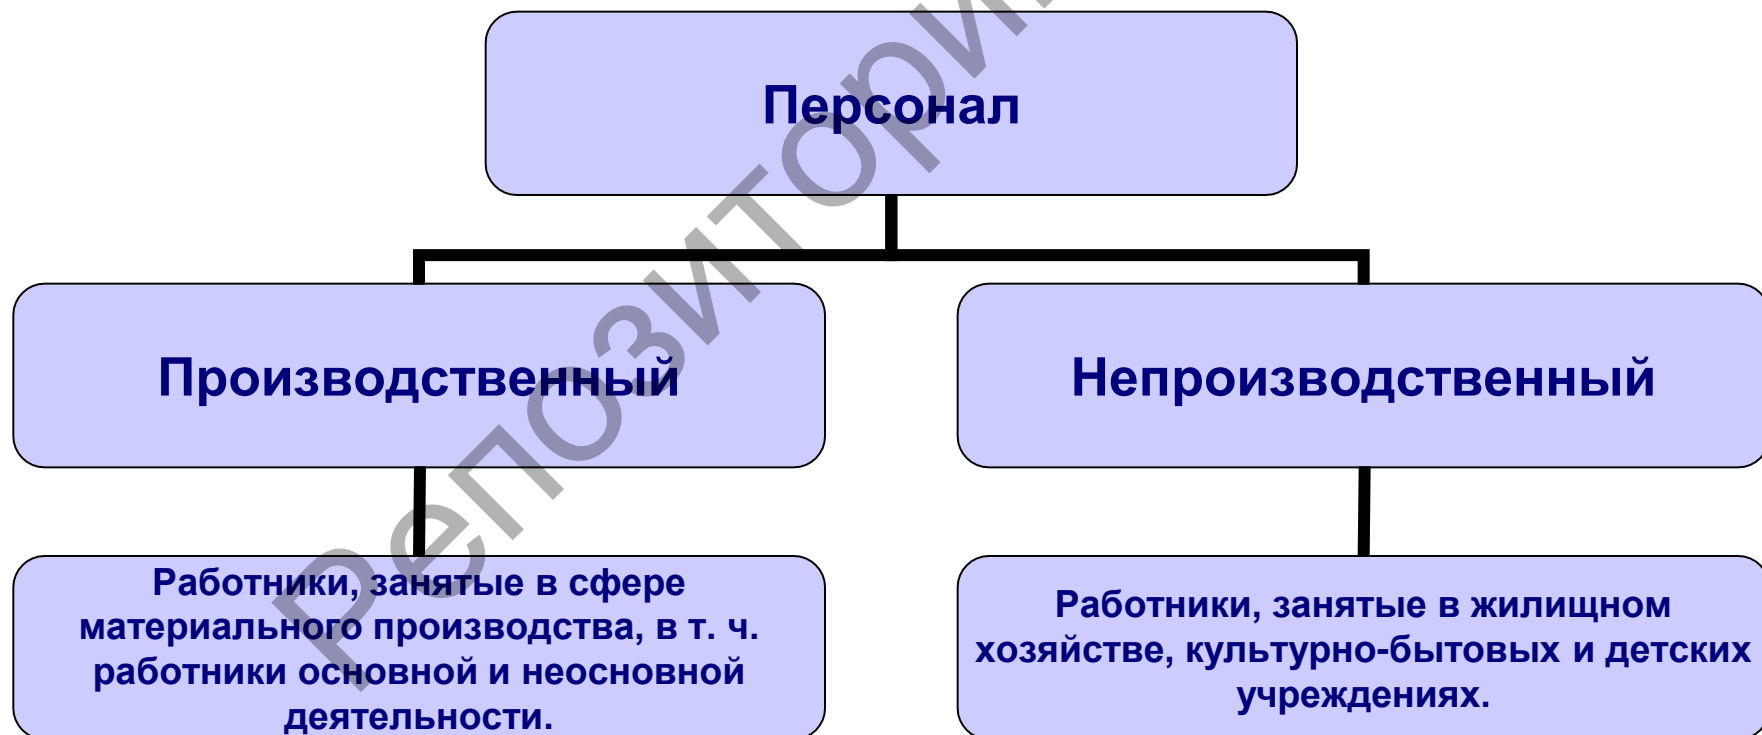 Персонал
Производственный
Непроизводственный
Работники, занятые в сфере
материального производства, в т. ч.
работники основной и неосновной
деятельности.
Работники, занятые в жилищном
хозяйстве, культурно-бытовых и детских
учреждениях.